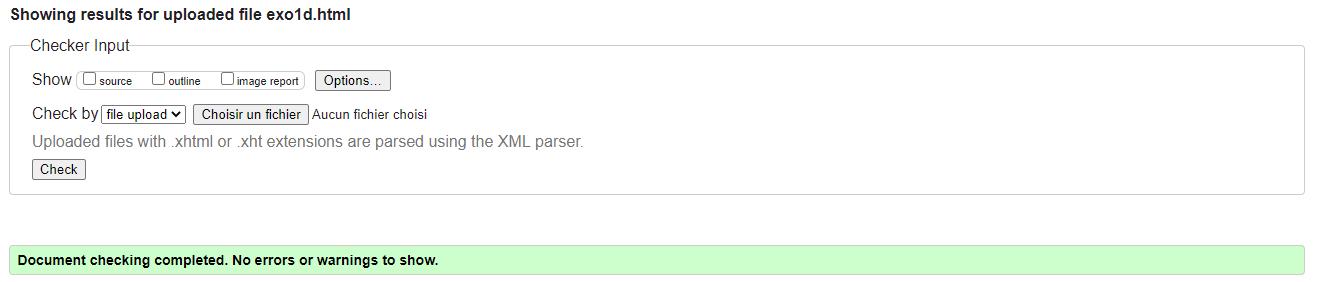 Showing results for uploaded file exo1d.html
Checker Input
Show source outline image report Options...
Check by file upload Choisir un fichier Aucun fichier choisi
Uploaded files with .xhtml or .xht extensions are parsed using the XML parser.
Check
Document checking completed. No errors or warnings to show.